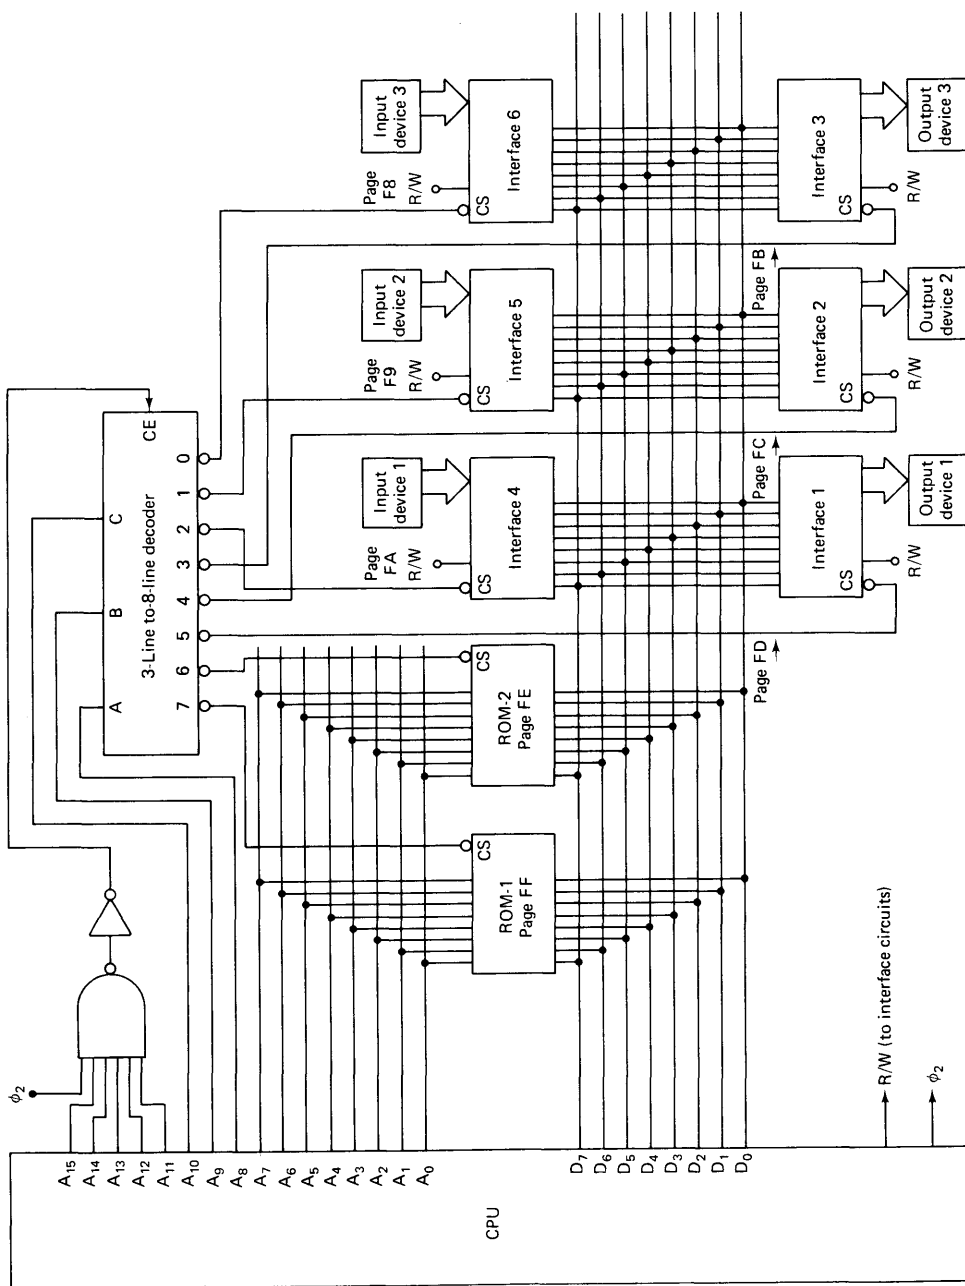 φ2
3-Line to-8-line decoder
A
B
C
CE
7
6
5
4
3
2
1
0
CPU
A15
A14
A13
A12
A11
A10
A9
A8
A7
A6
A5
A4
A3
A2
A1
A0
D7
D6
D5
D4
D3
D2
D1
D0
R/W (to interface circuits)
φ2
CS
ROM-1
Page FF
CS
ROM-2
Page FE
Page
FA
R/W
Input
device 1
CS
Interface 4
Page
F9
R/W
Input
device 2
CS
Interface 5
Page
F8
R/W
Input
device 3
CS
Interface 6
Page FD
CS
Interface 1
R/W
Output
device 1
Page FC
CS
Interface 2
R/W
Output
device 2
Page FB
CS
Interface 3
R/W
Output
device 3